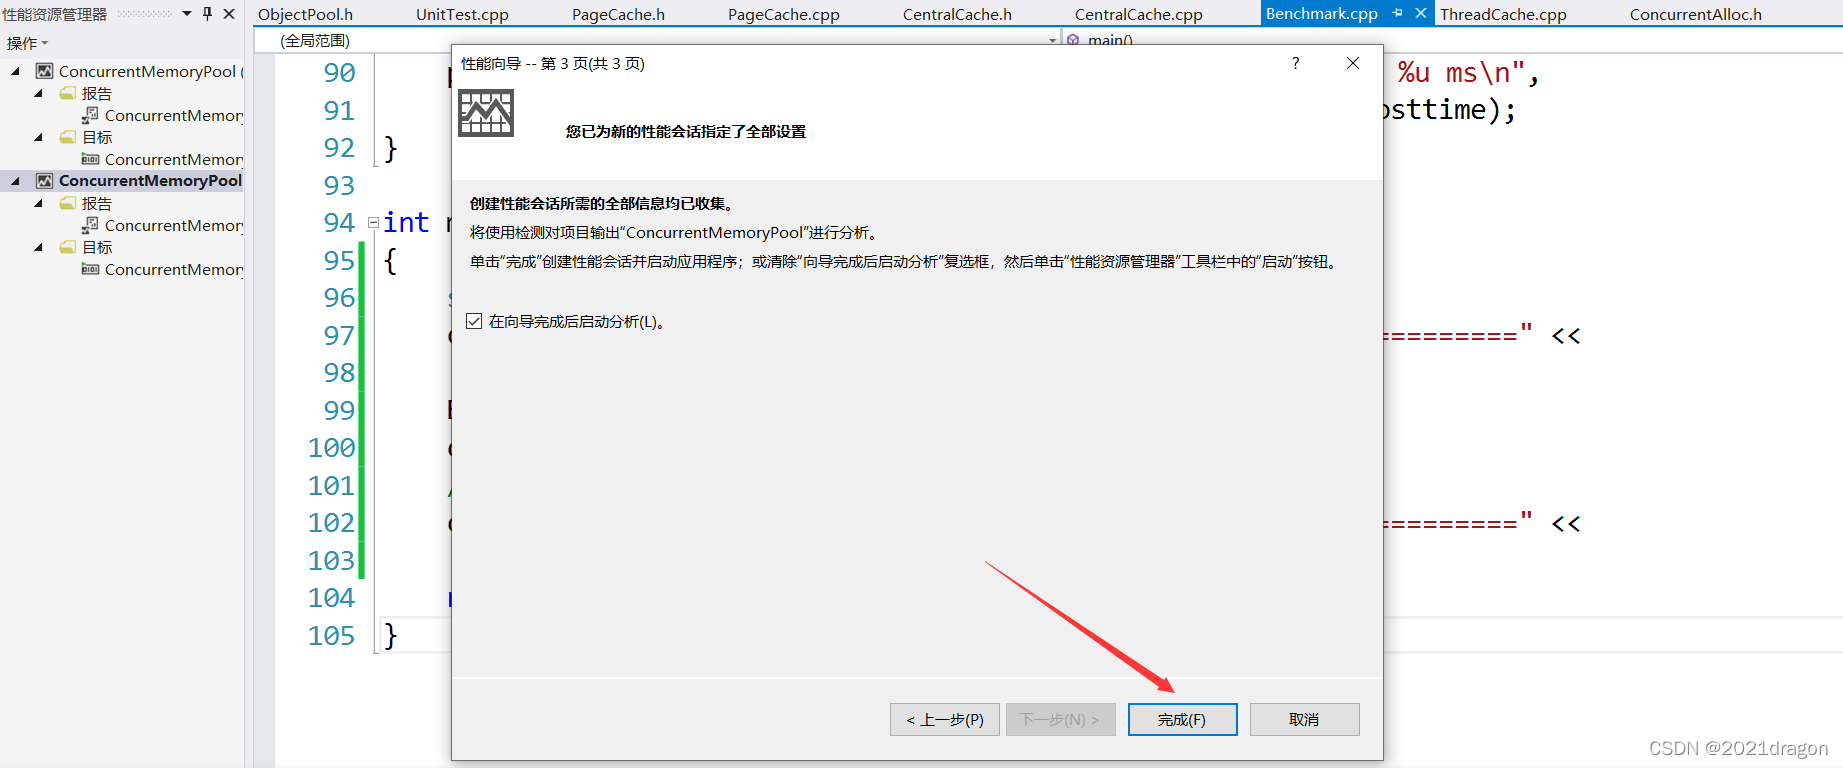 性能资源管理器
操作
ConcurrentMemoryPool (
报告
ConcurrentMemory
目标
ConcurrentMemory
ConcurrentMemoryPool
报告
ConcurrentMemory
目标
ConcurrentMemory
ObjectPool.h UnitTest.cpp PageCache.h PageCache.cpp CentralCache.h CentralCache.cpp Benchmark.cpp ThreadCache.cpp ConcurrentAlloc.h
(全局范围) main()
90 %u ms\n",
91 osttime);
92 }
93
94 int
95 {
96
97 =========" <<
98
99
100
101
102 =========" <<
103
104
105 }
性能向导 -- 第 3 页(共 3 页) ?
您已为新的性能会话指定了全部设置
创建性能会话所需的全部信息均已收集。
将使用检测对项目输出“ConcurrentMemoryPool”进行分析。
单击“完成”创建性能会话并启动应用程序；或清除“向导完成后启动分析”复选框，然后单击“性能资源管理器”工具栏中的“启动”按钮。
在向导完成后启动分析(L)。
< 上一步(P) 下一步(N) > 完成(F) 取消
CSDN @2021dragon